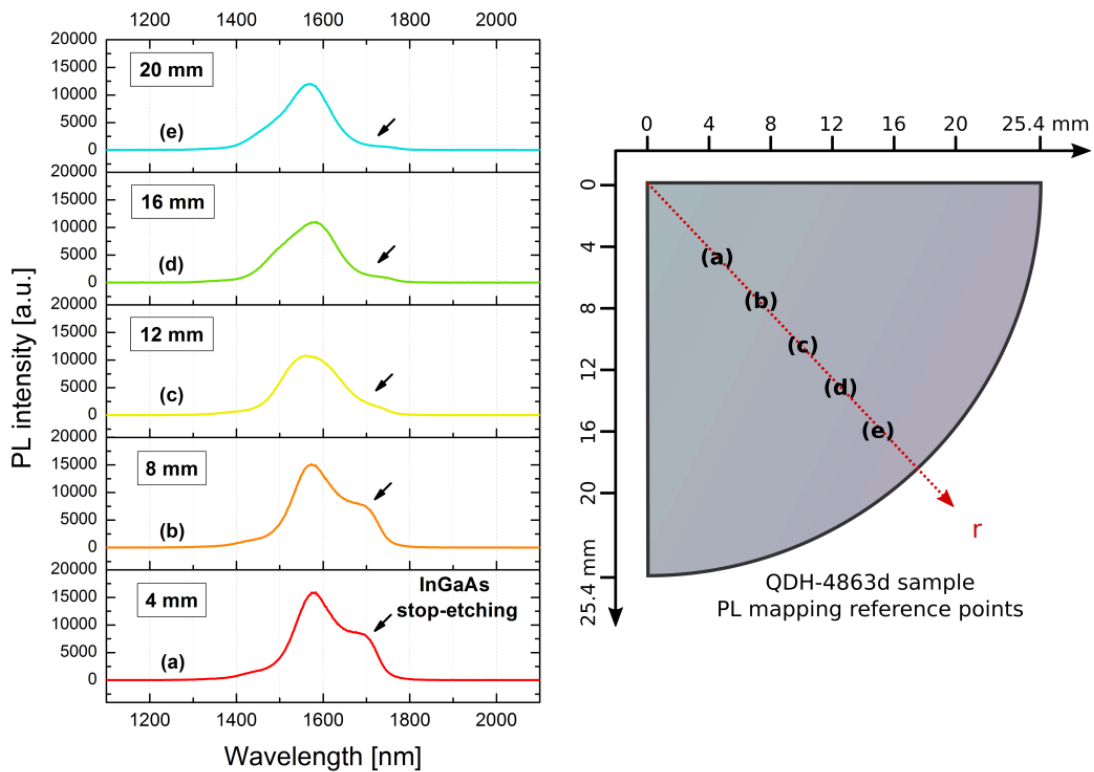 1200 1400 1600 1800 2000
20000
15000
10000
5000
0
20 mm
(e)
20000
15000
10000
5000
0
16 mm
(d)
20000
15000
10000
5000
0
12 mm
(c)
20000
15000
10000
5000
0
8 mm
(b)
20000
15000
10000
5000
0
4 mm
(a)
InGaAs
stop-etching
1200 1400 1600 1800 2000
Wavelength [nm]
PL intensity [a.u.]
0 4 8 12 16 20 25.4 mm
0
4
8
12
16
20
25.4 mm
(a)
(b)
(c)
(d)
(e)
r
QDH-4863d sample
PL mapping reference points